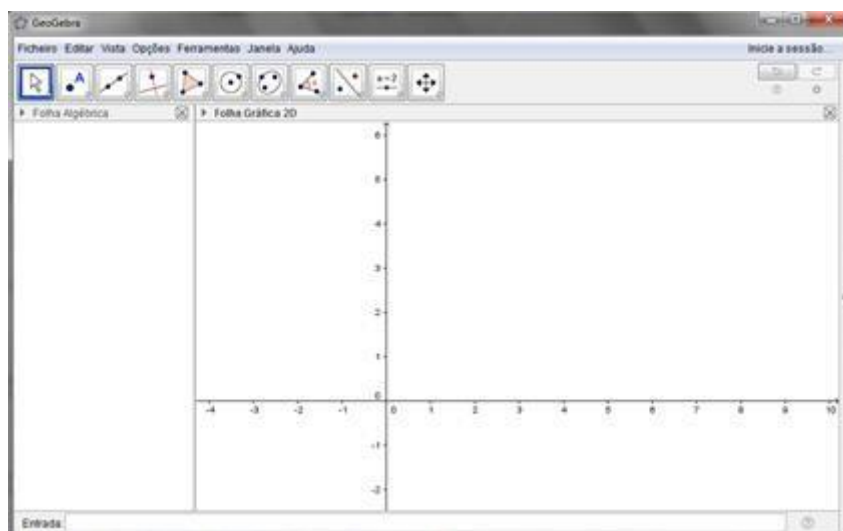 GeoGebra
Ficheiro Editar Vista Opções Ferramentas Janela Ajuda Inicie a sessão...
A a=2
Folha Algébrica Folha Gráfica 2D
6
5
4
3
2
1
0
-4 -3 -2 -1 0 1 2 3 4 5 6 7 8 9 10
-1
-2
Entrada: